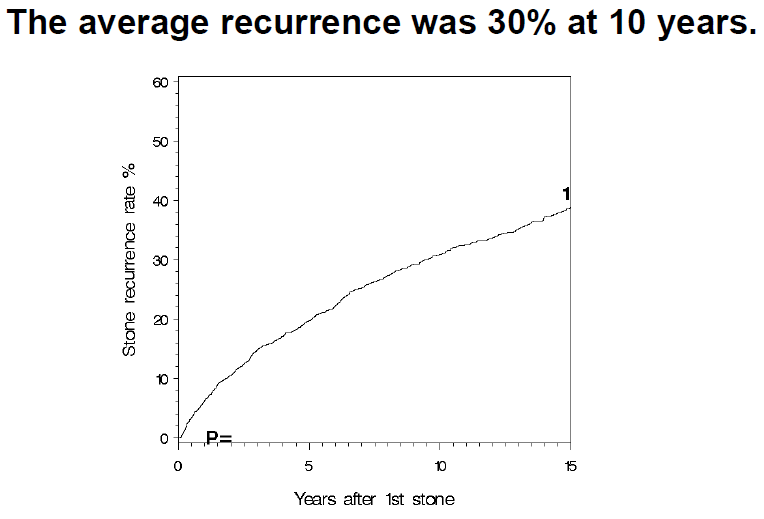 The average recurrence was 30% at 10 years.
60
50
40
30
20
10
0
Stone recurrence rate %
1
P=
0 5 10 15
Years after 1st stone